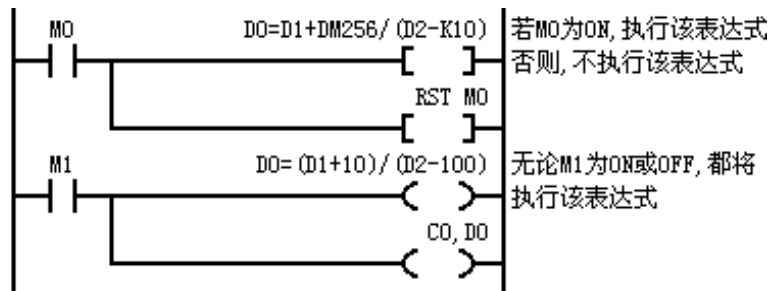 M0 D0=D1+DM256/(D2-K10) 若M0为ON,执行该表达式
否则,不执行该表达式
RST M0
M1 D0=(D1+10)/(D2-100) 无论M1为ON或OFF,都将
执行该表达式
C0,D0